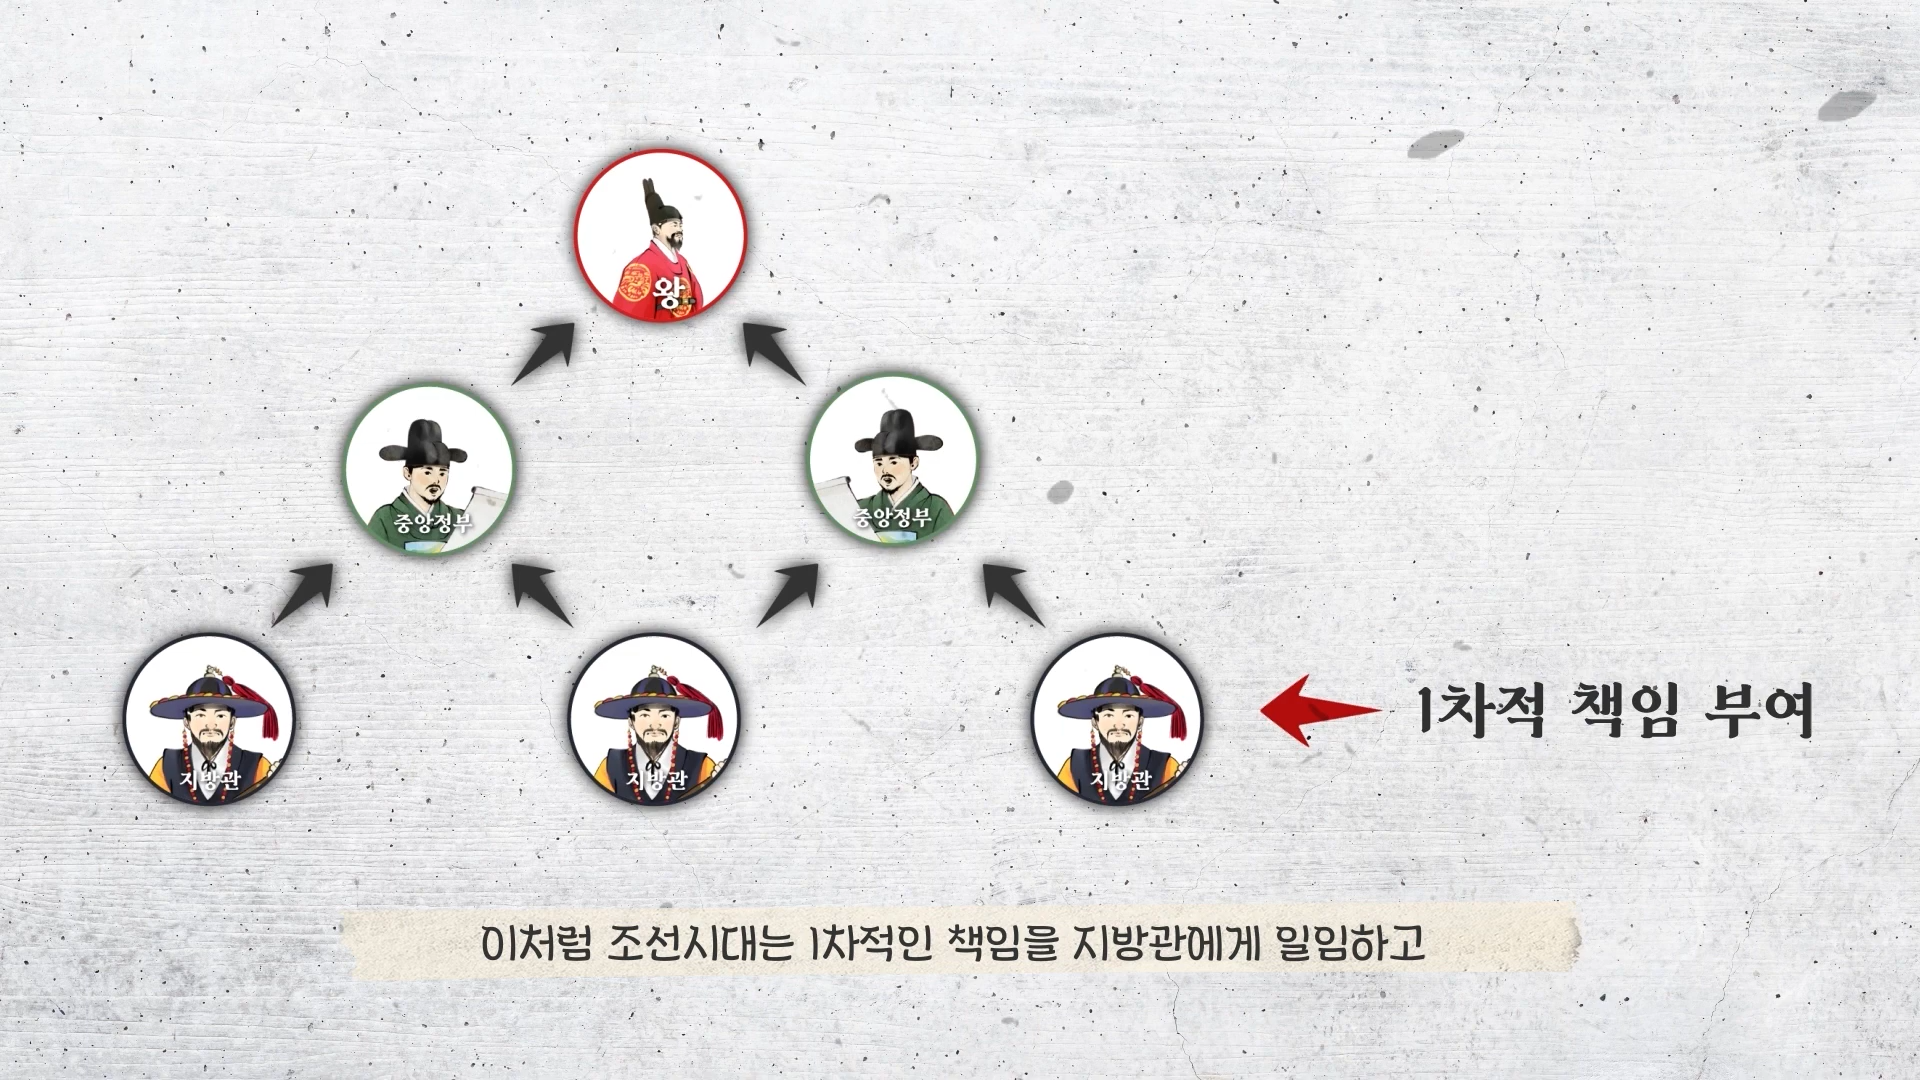 왕
중앙정부
중앙정부
지방관
지방관
지방관
1차적 책임 부여
이처럼 조선시대는 1차적인 책임을 지방관에게 일임하고